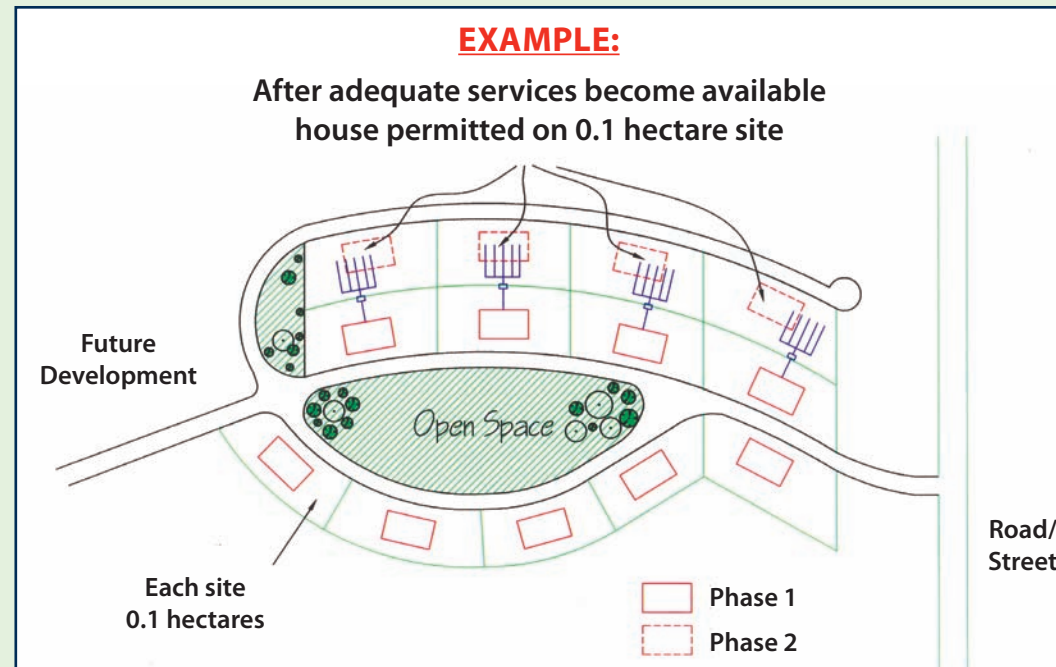 EXAMPLE:
After adequate services become available
house permitted on 0.1 hectare site
Future
Development
Open Space
Each site
0.1 hectares
Road/
Street
Phase 1
Phase 2